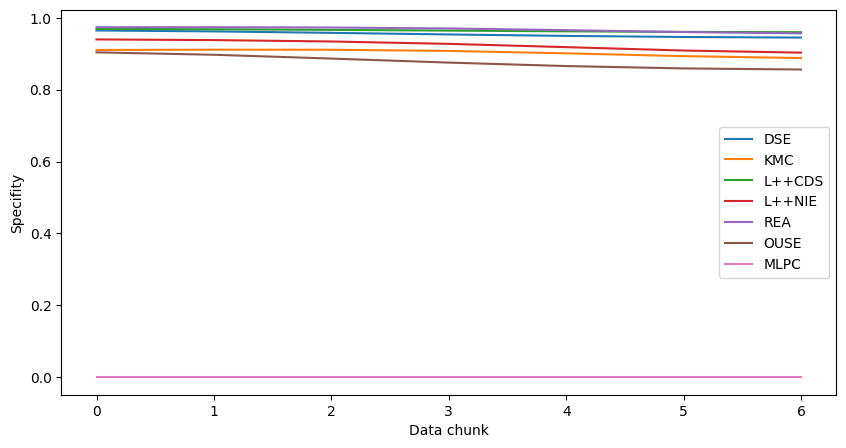 1.0
0.8
0.6
0.4
0.2
0.0
Specifity
0 1 2 3 4 5 6
Data chunk
DSE
KMC
L++CDS
L++NIE
REA
OUSE
MLPC